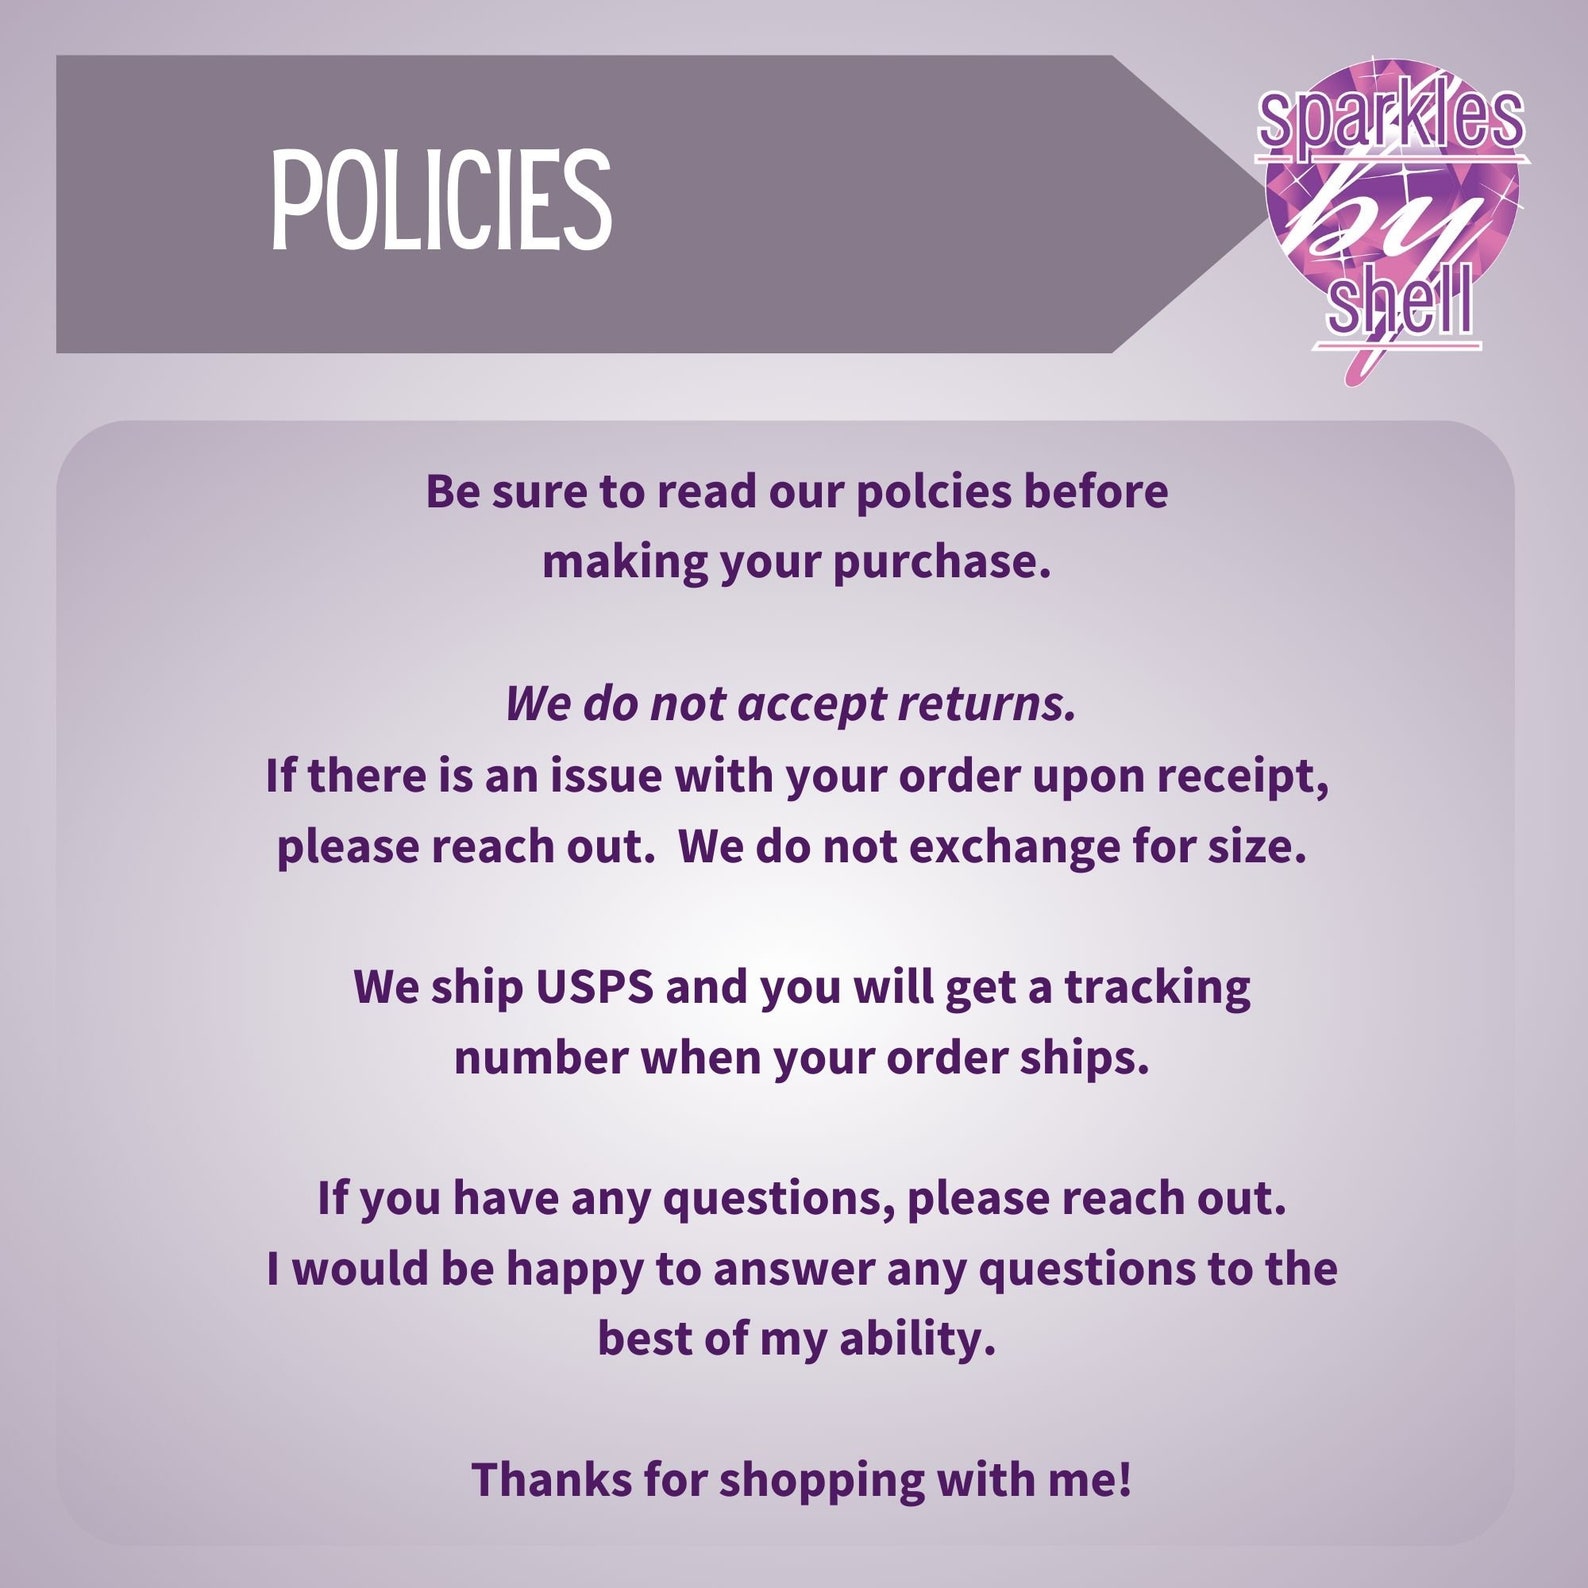 POLICIES
sparkles
by
shell
Be sure to read our polcies before
making your purchase.
We do not accept returns.
If there is an issue with your order upon receipt,
please reach out.  We do not exchange for size.
We ship USPS and you will get a tracking
number when your order ships.
If you have any questions, please reach out.
I would be happy to answer any questions to the
best of my ability.
Thanks for shopping with me!